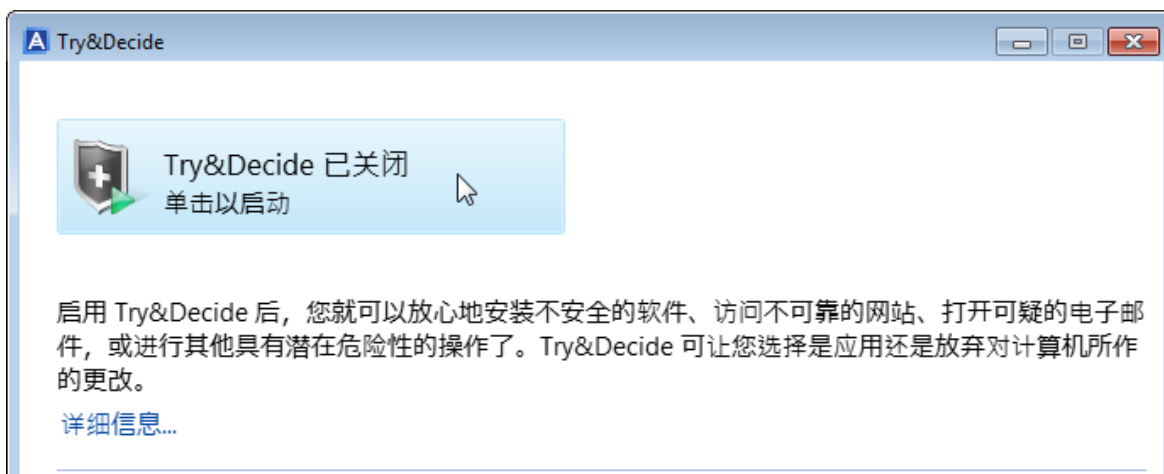 Try&Decide
Try&Decide 已关闭
单击以启动
启用 Try&Decide 后，您就可以放心地安装不安全的软件、访问不可靠的网站、打开可疑的电子邮
件，或进行其他具有潜在危险性的操作了。Try&Decide 可让您选择是应用还是放弃对计算机所作
的更改。
详细信息...